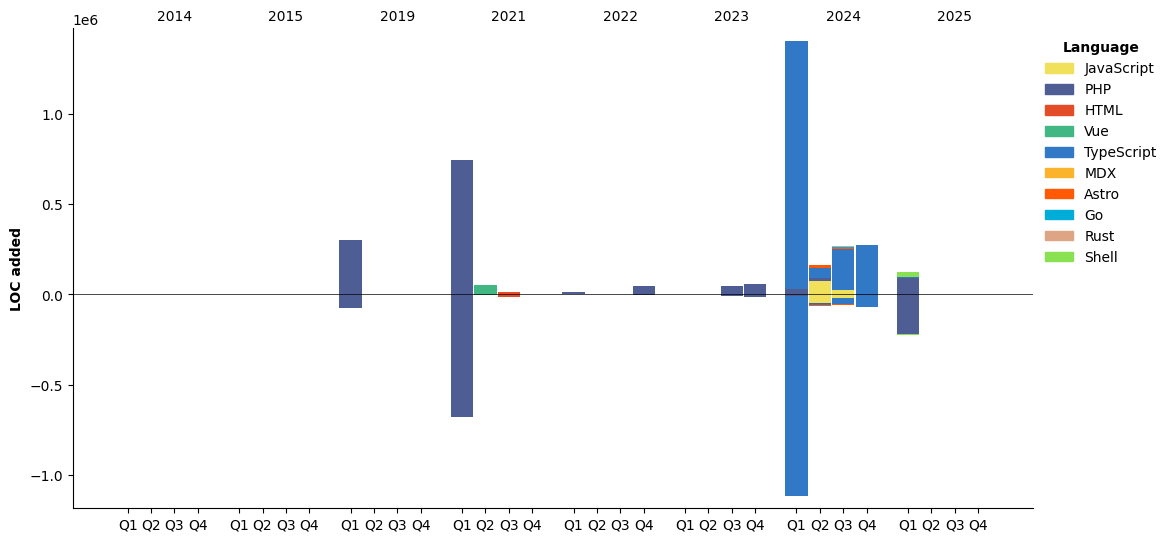 1e6
2014 2015 2019 2021 2022 2023 2024 2025
Language
JavaScript
PHP
HTML
Vue
TypeScript
MDX
Astro
Go
Rust
Shell
LOC added
1.0
0.5
0.0
−0.5
−1.0
Q1 Q2 Q3 Q4 Q1 Q2 Q3 Q4 Q1 Q2 Q3 Q4 Q1 Q2 Q3 Q4 Q1 Q2 Q3 Q4 Q1 Q2 Q3 Q4 Q1 Q2 Q3 Q4 Q1 Q2 Q3 Q4